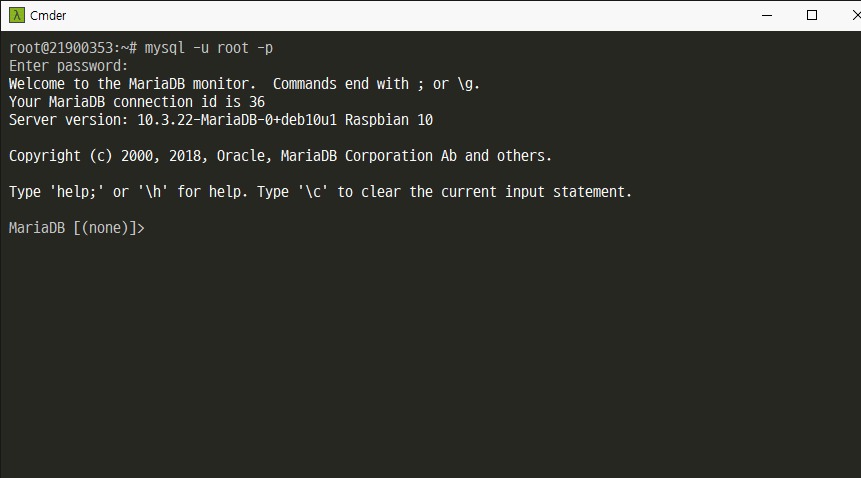 λ Cmder
root@21900353:~# mysql -u root -p
Enter password:
Welcome to the MariaDB monitor.  Commands end with ; or \g.
Your MariaDB connection id is 36
Server version: 10.3.22-MariaDB-0+deb10u1 Raspbian 10
Copyright (c) 2000, 2018, Oracle, MariaDB Corporation Ab and others.
Type 'help;' or '\h' for help. Type '\c' to clear the current input statement.
MariaDB [(none)]>